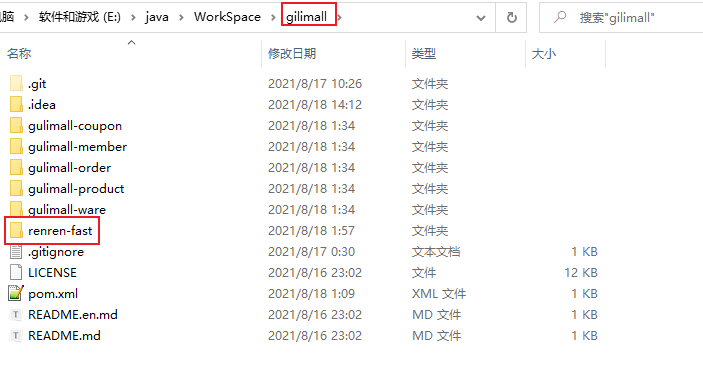 电脑 › 软件和游戏 (E:) › java › WorkSpace › gilimall ›
搜索"gilimall"
名称 修改日期 类型 大小
.git 2021/8/17 10:26 文件夹
.idea 2021/8/18 14:12 文件夹
gulimall-coupon 2021/8/18 1:34 文件夹
gulimall-member 2021/8/18 1:34 文件夹
gulimall-order 2021/8/18 1:34 文件夹
gulimall-product 2021/8/18 1:34 文件夹
gulimall-ware 2021/8/18 1:34 文件夹
renren-fast 2021/8/18 1:57 文件夹
.gitignore 2021/8/17 0:30 文本文档 1 KB
LICENSE 2021/8/16 23:02 文件 12 KB
pom.xml 2021/8/18 1:09 XML 文件 1 KB
README.en.md 2021/8/16 23:02 MD 文件 1 KB
README.md 2021/8/16 23:02 MD 文件 1 KB